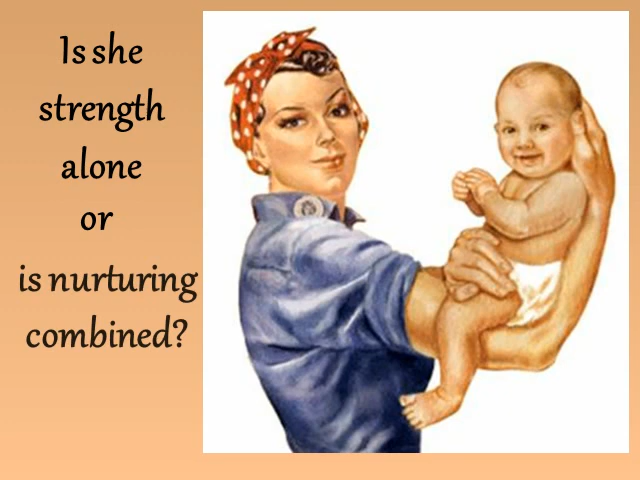 Is she
strength
alone
or
is nurturing
combined?